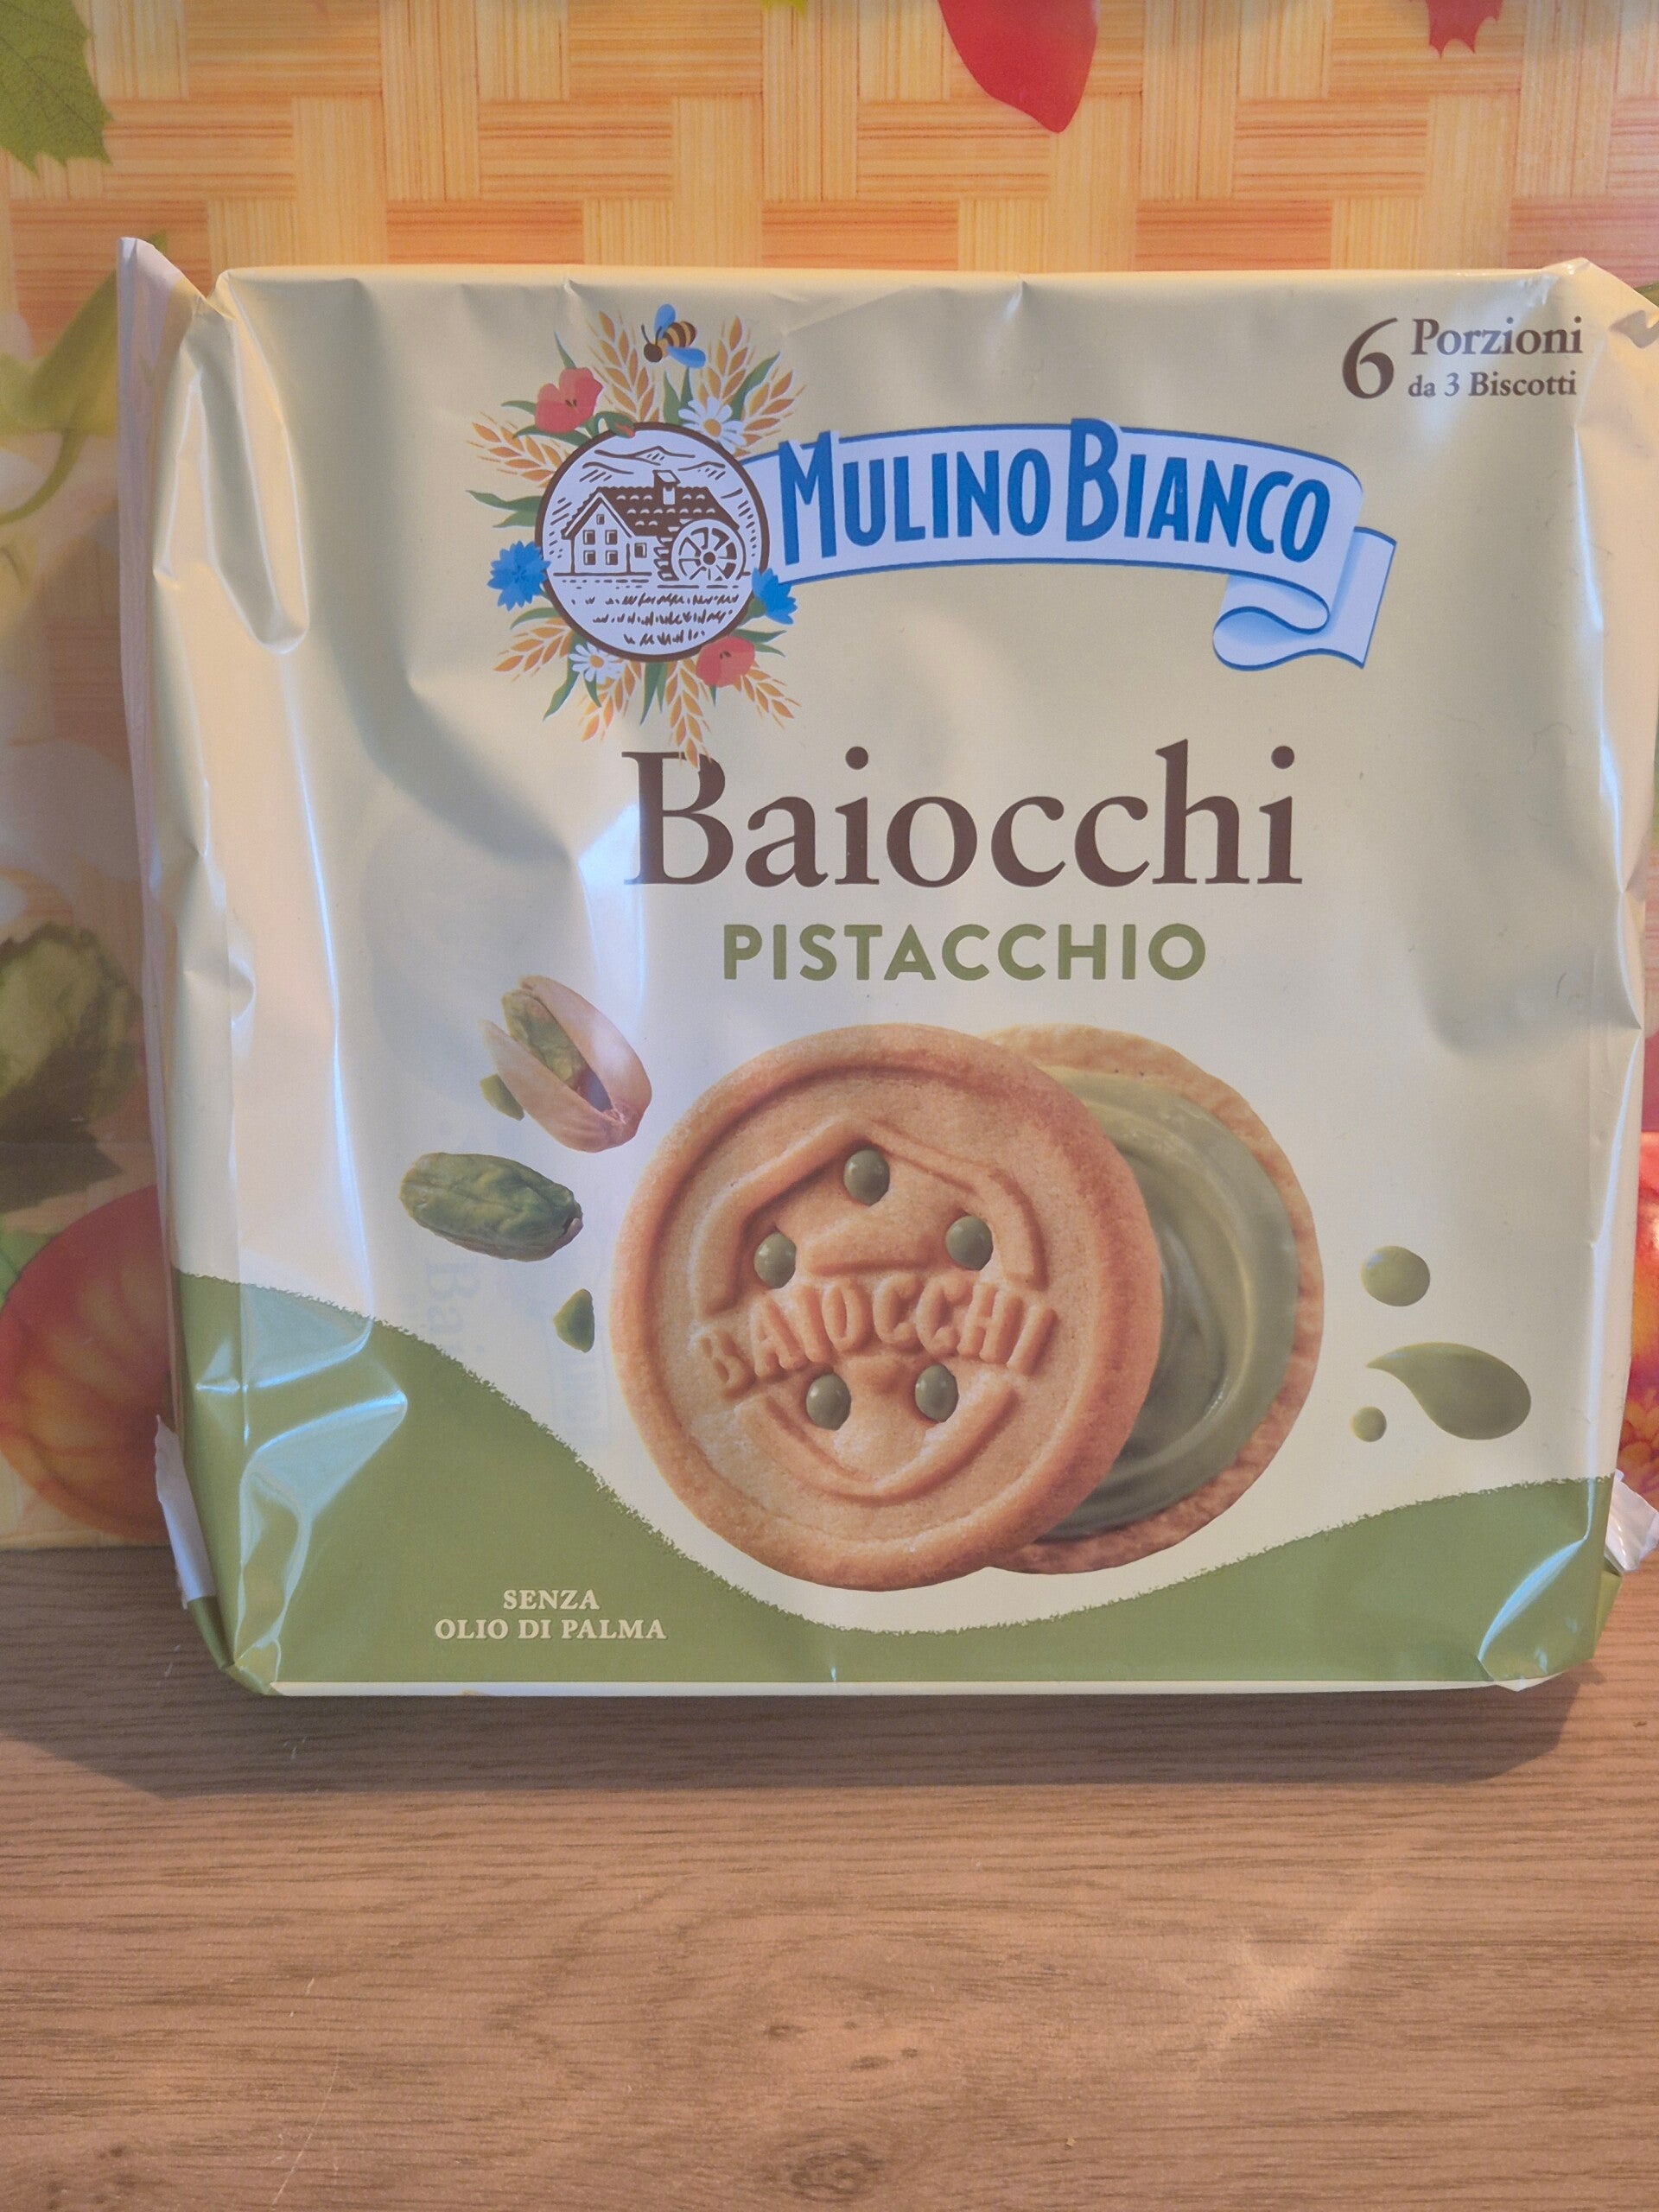 6 Porzioni
da 3 Biscotti
MULINO BIANCO
Baiocchi
PISTACCHIO
BAIOCCHI
SENZA
OLIO DI PALMA